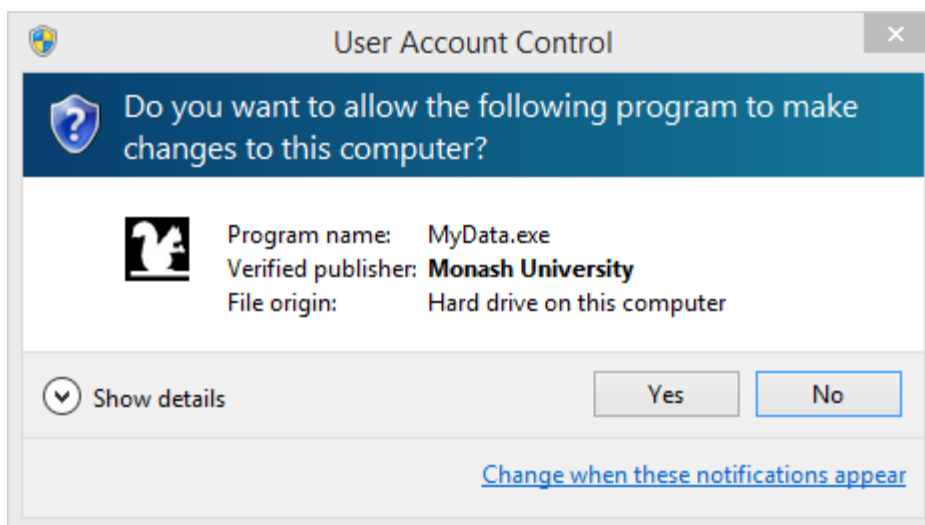 User Account Control
Do you want to allow the following program to make
changes to this computer?
Program name: MyData.exe
Verified publisher: Monash University
File origin: Hard drive on this computer
Show details
Yes
No
Change when these notifications appear